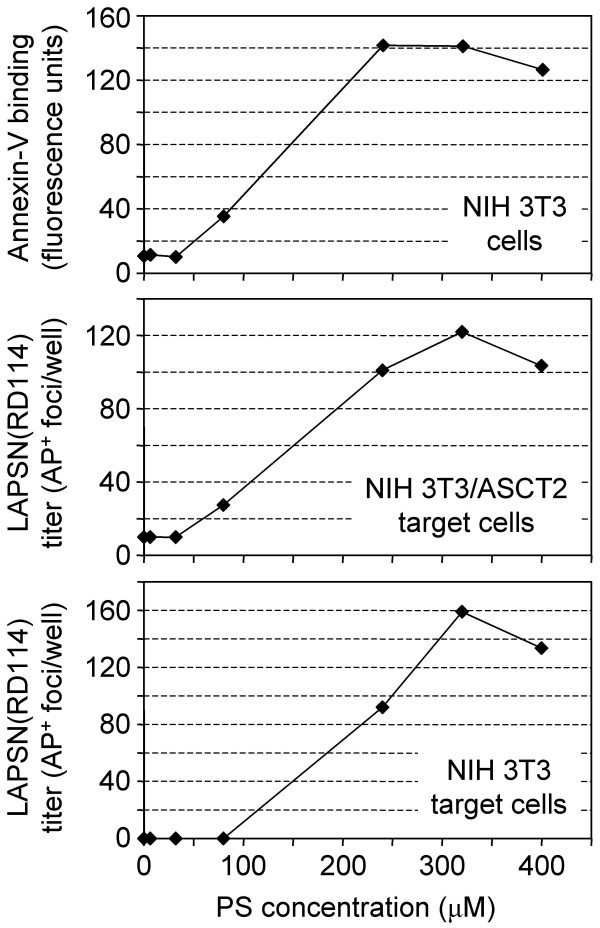 Annexin-V binding
(fluorescence units)
160
120
80
40
0
NIH 3T3
cells
LAPSN(RD114)
titer (AP⁺ foci/well)
120
80
40
0
NIH 3T3/ASCT2
target cells
LAPSN(RD114)
titer (AP⁺ foci/well)
160
120
80
40
0
NIH 3T3
target cells
0 100 200 300 400
PS concentration (μM)